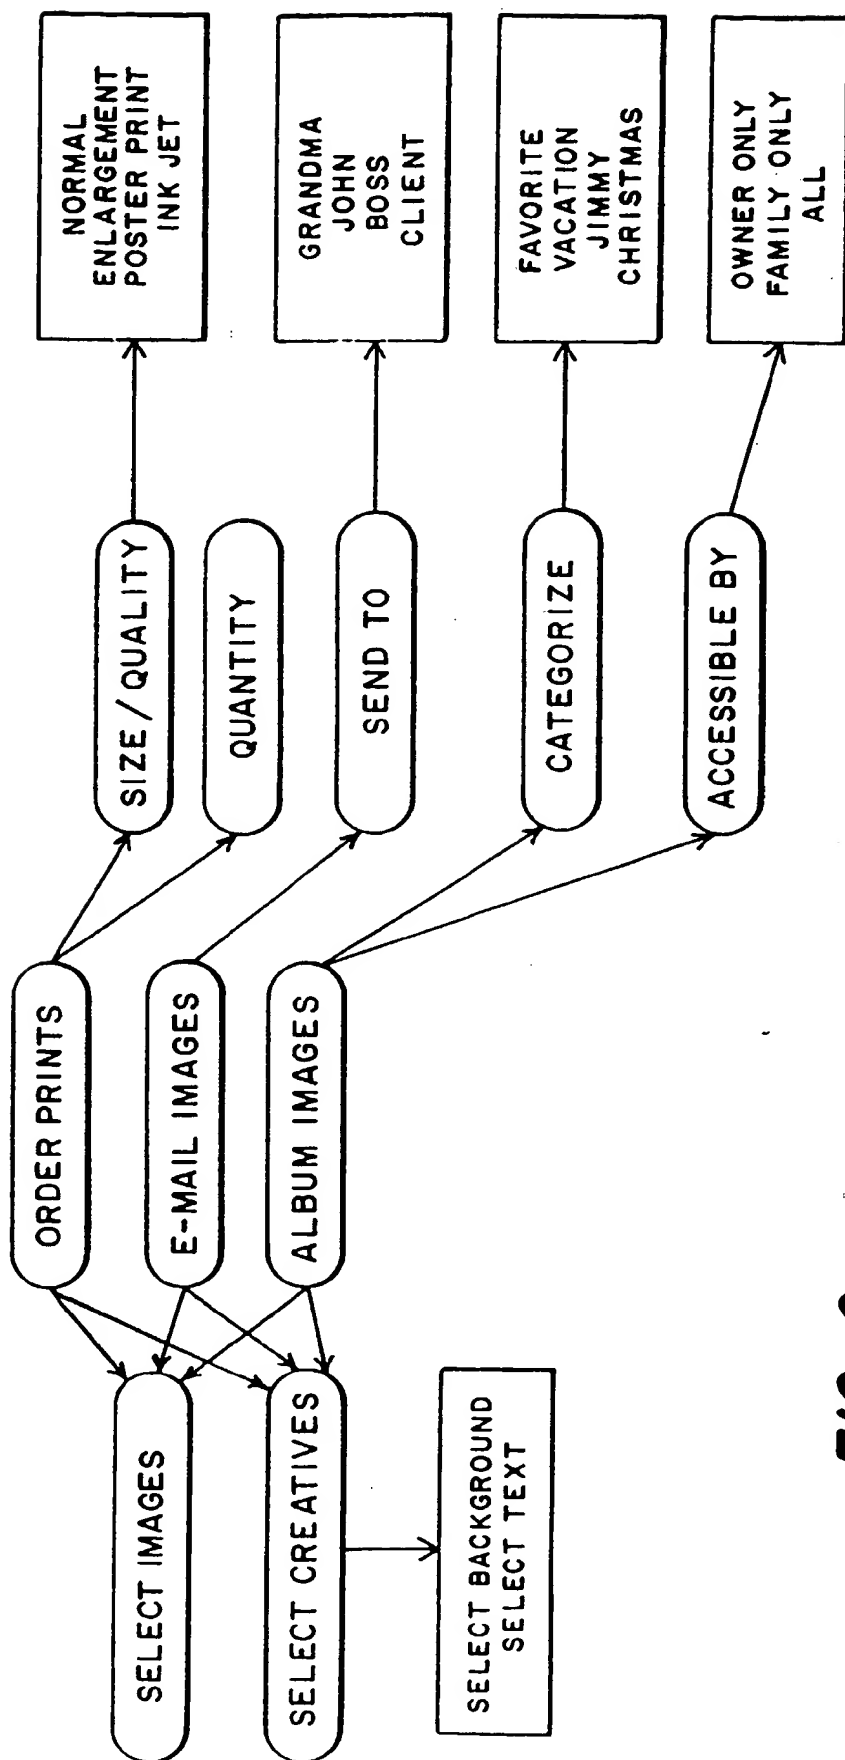 ORDER PRINTS
E-MAIL IMAGES
ALBUM IMAGES
SELECT IMAGES
SELECT CREATIVES
SELECT BACKGROUND
SELECT TEXT
SIZE / QUALITY
QUANTITY
SEND TO
CATEGORIZE
ACCESSIBLE BY
NORMAL
ENLARGEMENT
POSTER PRINT
INK JET
GRANDMA
JOHN
BOSS
CLIENT
FAVORITE
VACATION
JIMMY
CHRISTMAS
OWNER ONLY
FAMILY ONLY
ALL